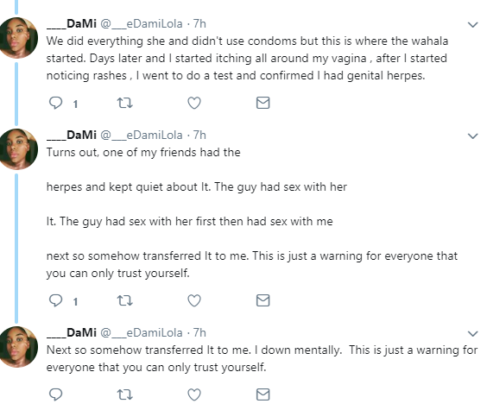 ___DaMi @__eDamiLola · 7h
We did everything she and didn't use condoms but this is where the wahala
started. Days later and I started itching all around my vagina , after I started
noticing rashes , I went to do a test and confirmed I had genital herpes.
1
___DaMi @__eDamiLola · 7h
Turns out, one of my friends had the
herpes and kept quiet about It. The guy had sex with her
It. The guy had sex with her first then had sex with me
next so somehow transferred It to me. This is just a warning for everyone that
you can only trust yourself.
1
___DaMi @__eDamiLola · 7h
Next so somehow transferred It to me. I down mentally.  This is just a warning for
everyone that you can only trust yourself.